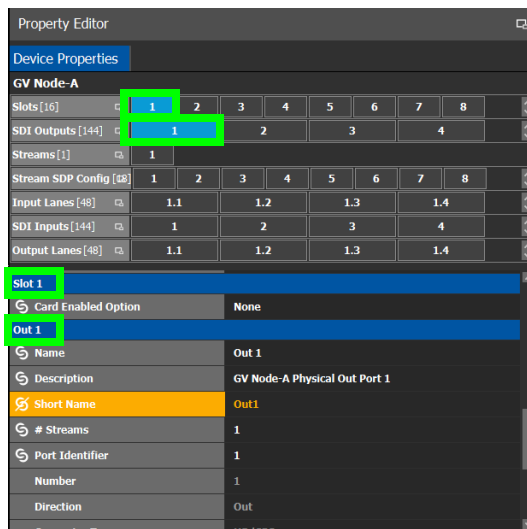 Property Editor
Device Properties
GV Node-A
Slots [16] 1 2 3 4 5 6 7 8
SDI Outputs [144] 1 2 3 4
Streams [1] 1
Stream SDP Config 1 2 3 4 5 6 7 8
Input Lanes [48] 1.1 1.2 1.3 1.4
SDI Inputs [144] 1 2 3 4
Output Lanes [48] 1.1 1.2 1.3 1.4
Slot 1
Card Enabled Option None
Out 1
Name Out 1
Description GV Node-A Physical Out Port 1
Short Name Out1
# Streams 1
Port Identifier 1
Number 1
Direction Out